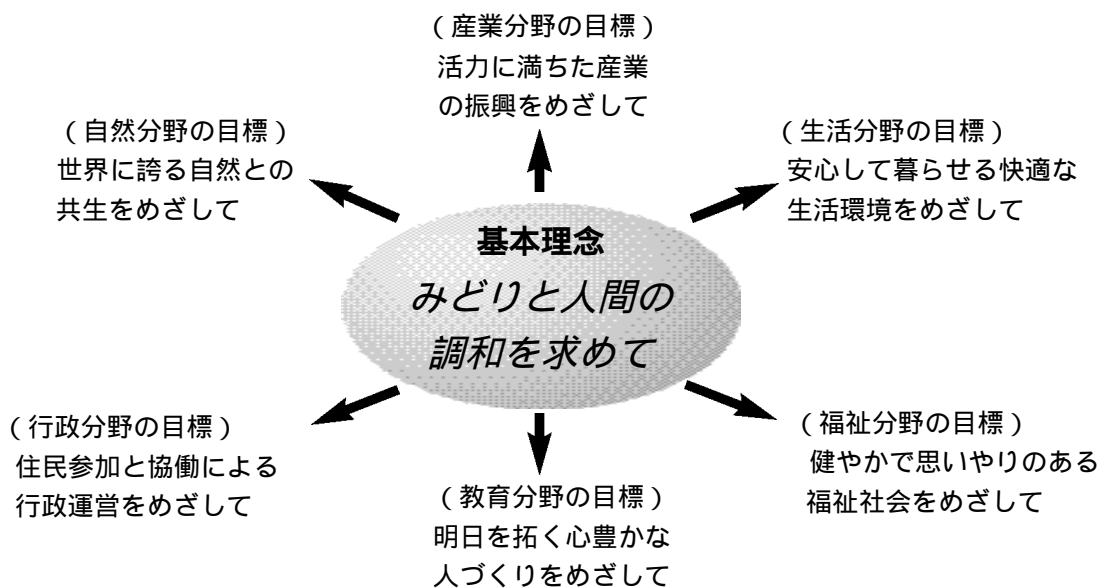 （産業分野の目標）
活力に満ちた産業
の振興をめざして
（自然分野の目標）
世界に誇る自然との
共生をめざして
（生活分野の目標）
安心して暮らせる快適な
生活環境をめざして
基本理念
みどりと人間の
調和を求めて
（行政分野の目標）
住民参加と協働による
行政運営をめざして
（教育分野の目標）
明日を拓く心豊かな
人づくりをめざして
（福祉分野の目標）
健やかで思いやりのある
福祉社会をめざして